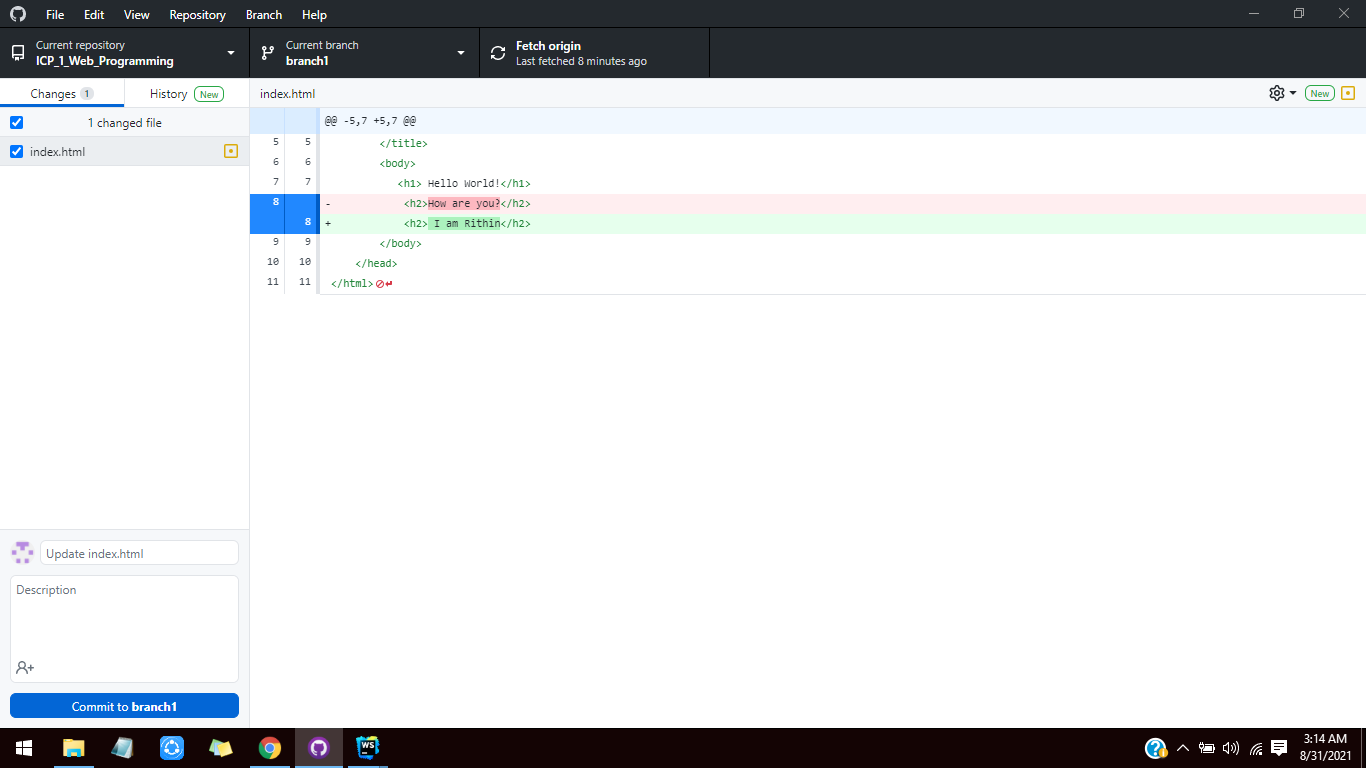 File Edit View Repository Branch Help
Current repository
ICP_1_Web_Programming
Current branch
branch1
Fetch origin
Last fetched 8 minutes ago
Changes 1
History New
index.html
New
1 changed file
index.html
@@ -5,7 +5,7 @@
5 5 </title>
6 6 <body>
7 7 <h1> Hello World!</h1>
8 - <h2>How are you?</h2>
8 + <h2> I am Rithin</h2>
9 9 </body>
10 10 </head>
11 11 </html>
Update index.html
Description
Commit to branch1
WS
3:14 AM
8/31/2021